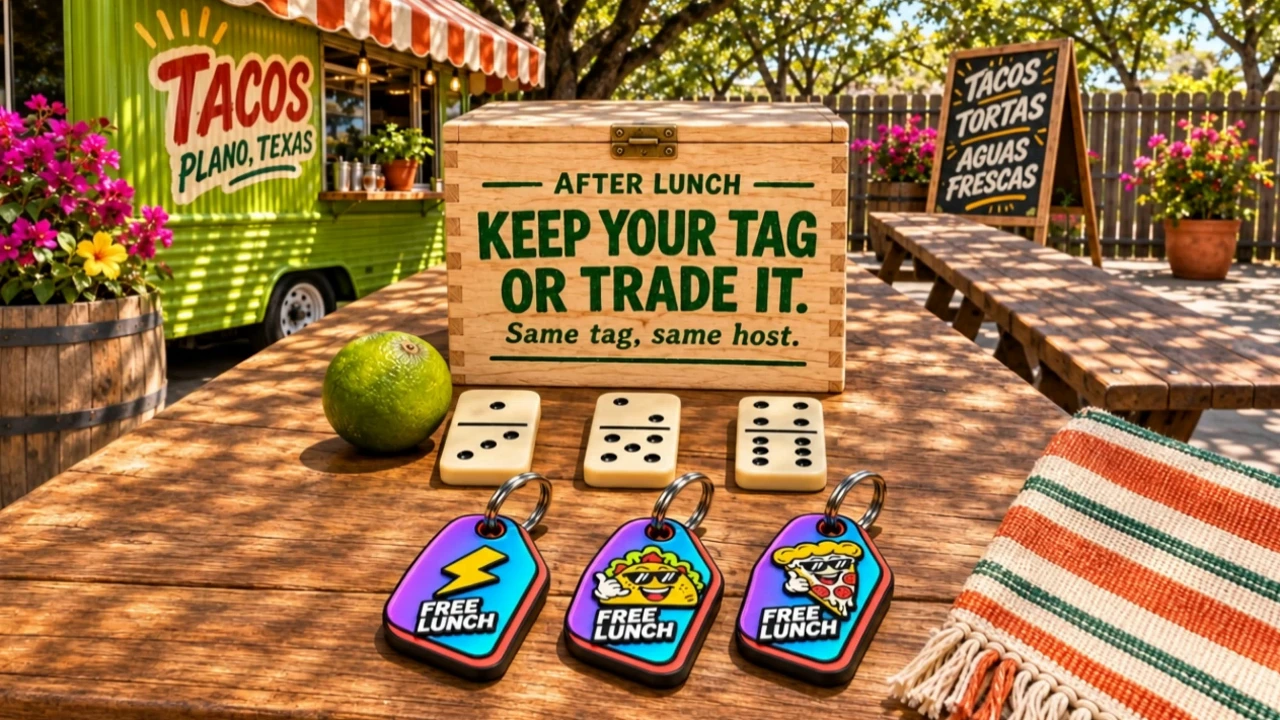 TACOS
PLANO, TEXAS
AFTER LUNCH
KEEP YOUR TAG
OR TRADE IT.
Same tag, same host.
TACOS
TORTAS
AGUAS
FRESCAS
FREE
LUNCH
FREE
LUNCH
FREE
LUNCH